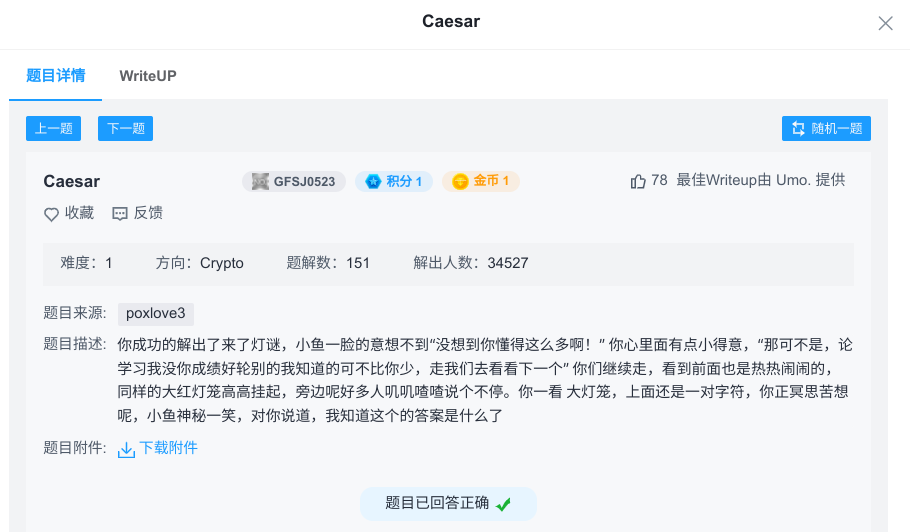 Caesar
题目详情 WriteUP
上一题 下一题 随机一题
Caesar GFSJ0523 积分 1 金币 1 78 最佳Writeup由 Umo. 提供
收藏 反馈
难度：1 方向：Crypto 题解数：151 解出人数：34527
题目来源: poxlove3
题目描述: 你成功的解出了来了灯谜，小鱼一脸的意想不到“没想到你懂得这么多啊！” 你心里面有点小得意，“那可不是，论
学习我没你成绩好轮别的我知道的可不比你少，走我们去看看下一个” 你们继续走，看到前面也是热热闹闹的，
同样的大红灯笼高高挂起，旁边呢好多人叽叽喳喳说个不停。你一看 大灯笼，上面还是一对字符，你正冥思苦想
呢，小鱼神秘一笑，对你说道，我知道这个的答案是什么了
题目附件: 下载附件
题目已回答正确